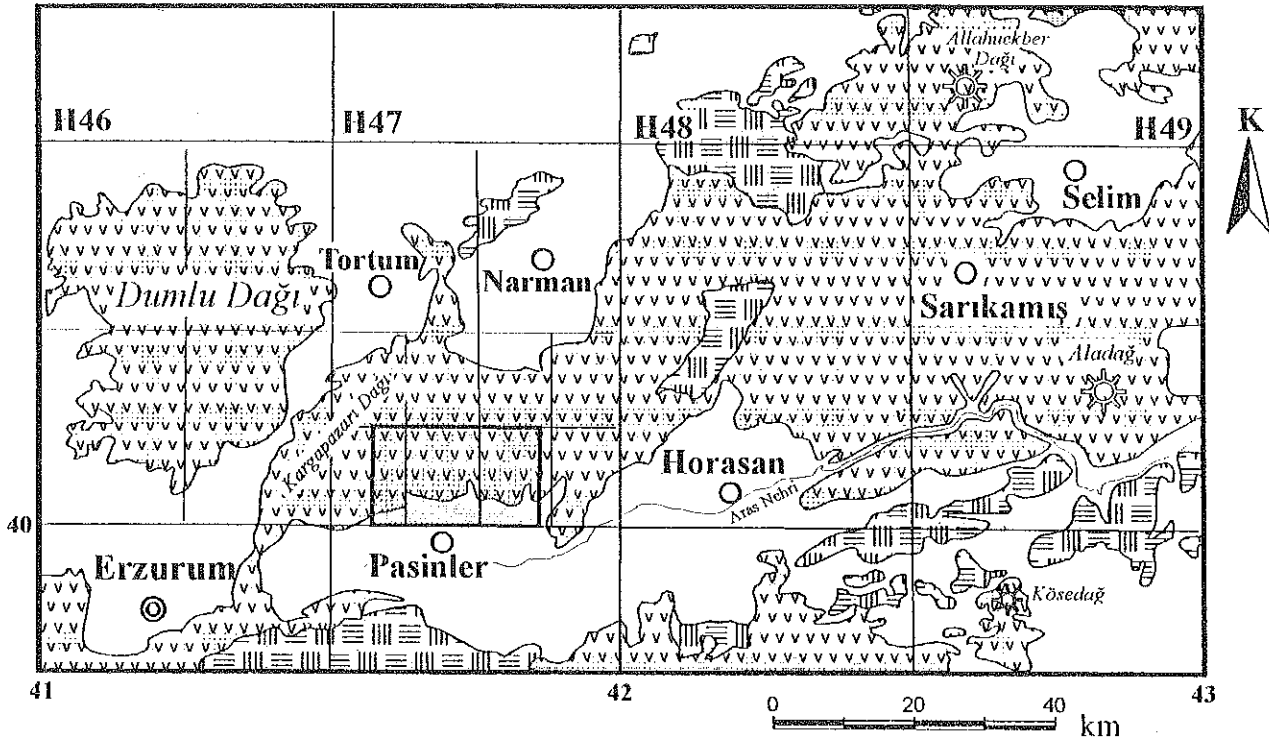 Allahuekber
Dağı
H46
H47
H48
H49
K
Selim
Tortum
Narman
Dumlu Dağı
Sarıkamış
Aladağ
Kargapazarı Dağı
Horasan
Aras Nehri
40
Erzurum
Pasinler
Kösedağ
41
42
43
0 20 40
km